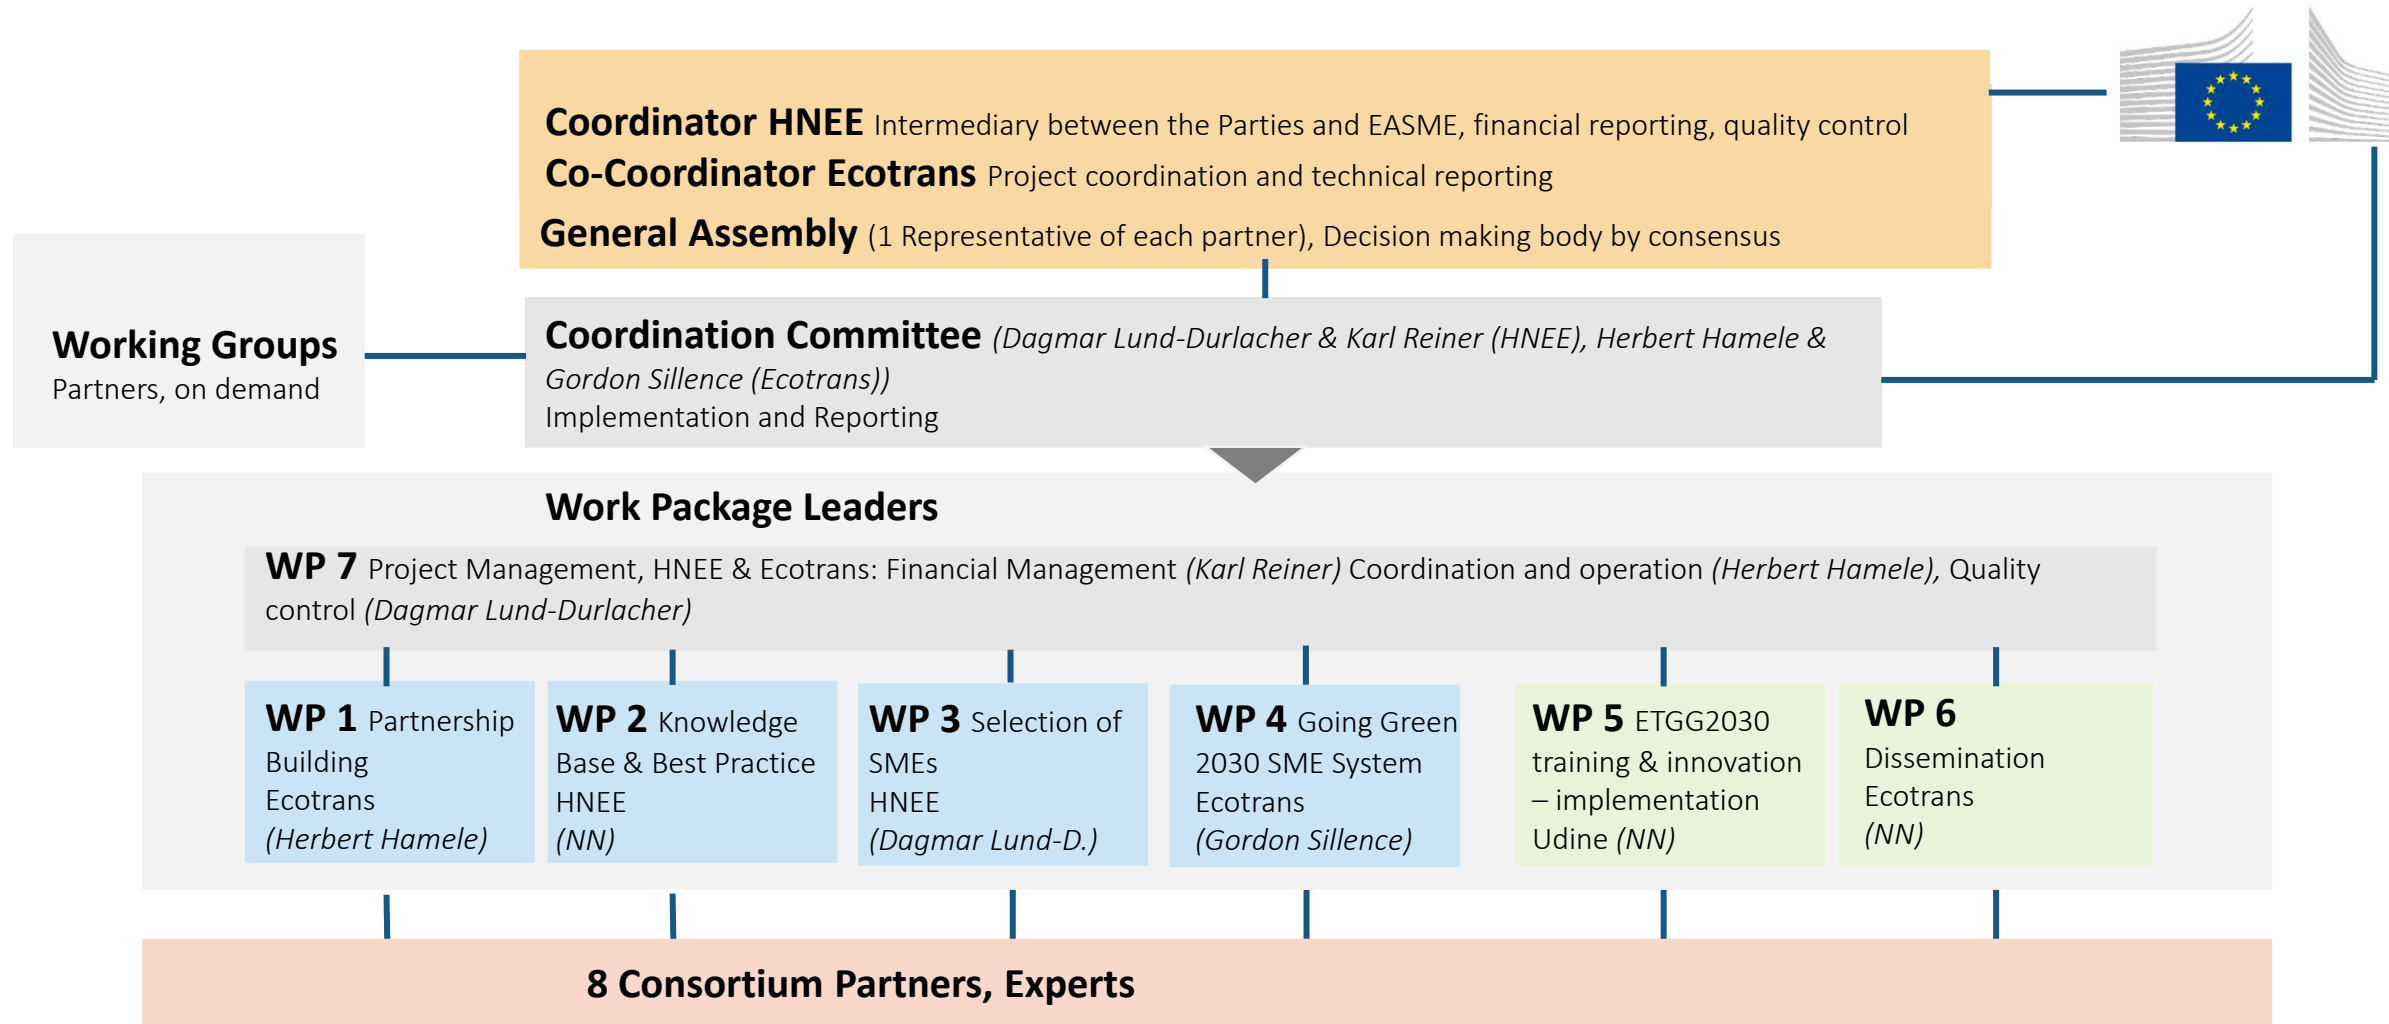 Coordinator HNEE Intermediary between the Parties and EASME, financial reporting, quality control
Co-Coordinator Ecotrans Project coordination and technical reporting
General Assembly (1 Representative of each partner), Decision making body by consensus
Working Groups
Partners, on demand
Coordination Committee (Dagmar Lund-Durlacher & Karl Reiner (HNEE), Herbert Hamele &
Gordon Sillence (Ecotrans))
Implementation and Reporting
Work Package Leaders
WP 7 Project Management, HNEE & Ecotrans: Financial Management (Karl Reiner) Coordination and operation (Herbert Hamele), Quality
control (Dagmar Lund-Durlacher)
WP 1 Partnership
Building
Ecotrans
(Herbert Hamele)
WP 2 Knowledge
Base & Best Practice
HNEE
(NN)
WP 3 Selection of
SMEs
HNEE
(Dagmar Lund-D.)
WP 4 Going Green
2030 SME System
Ecotrans
(Gordon Sillence)
WP 5 ETGG2030
training & innovation
– implementation
Udine (NN)
WP 6
Dissemination
Ecotrans
(NN)
8 Consortium Partners, Experts